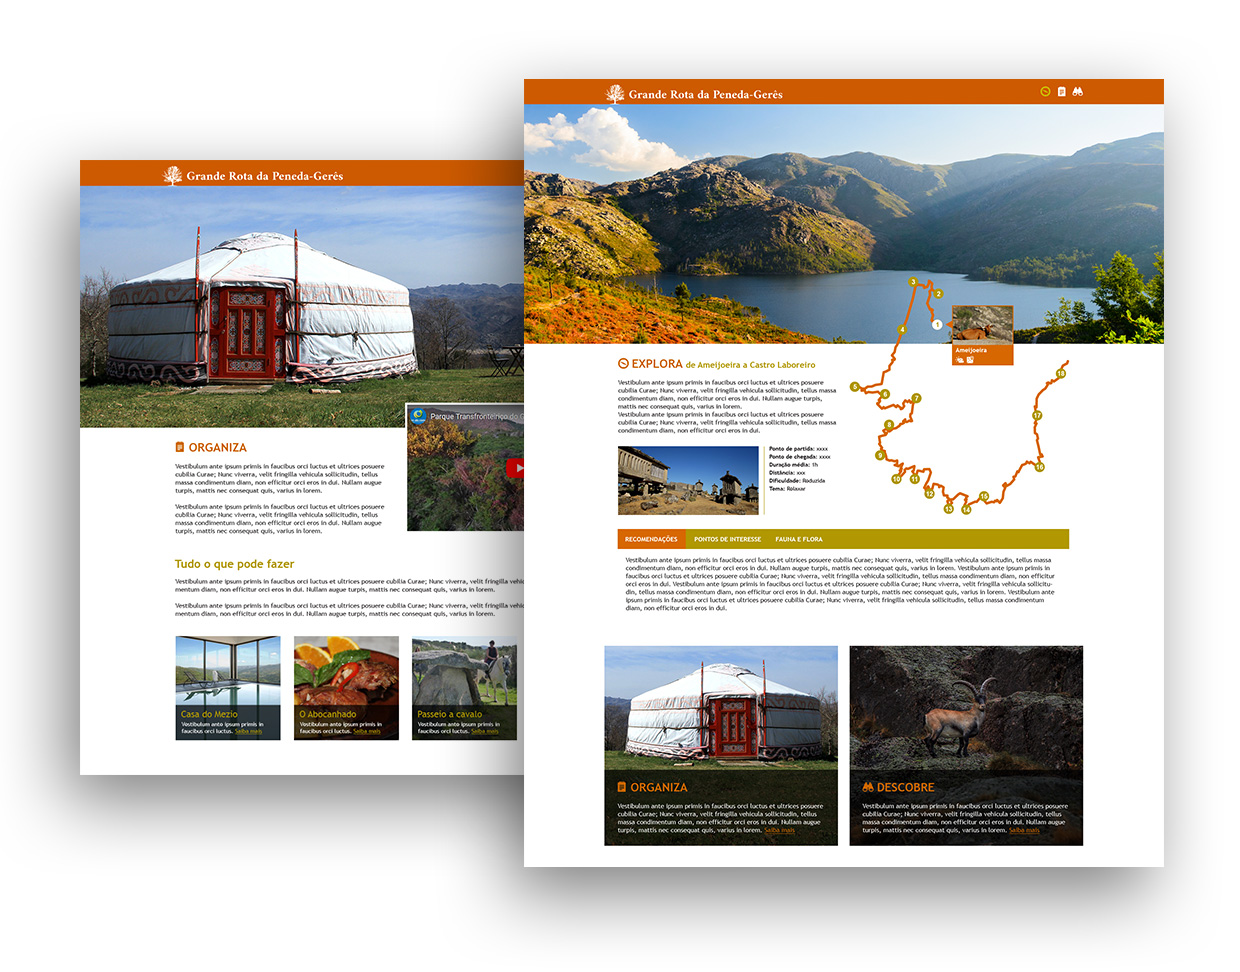 Grande Rota da Peneda-Gerês
Parque Transfronteiriço do
ORGANIZA
Vestibulum ante ipsum primis in faucibus orci luctus et ultrices posuere
cubilia Curae; Nunc viverra, velit fringilla vehicula sollicitudin, tellus
massa condimentum diam, non efficitur orci eros in dui. Nullam augue
turpis, mattis nec consequat quis, varius in lorem.
Vestibulum ante ipsum primis in faucibus orci luctus et ultrices posuere
cubilia Curae; Nunc viverra, velit fringilla vehicula sollicitudin, tellus
massa condimentum diam, non efficitur orci eros in dui. Nullam augue
turpis, mattis nec consequat quis, varius in lorem.
Tudo o que pode fazer
Vestibulum ante ipsum primis in faucibus orci luctus et ultrices posuere cubilia Curae; Nunc viverra, velit fringilla
mentum diam, non efficitur orci eros in dui. Nullam augue turpis, mattis nec consequat quis, varius in lorem.
Vestibulum ante ipsum primis in faucibus orci luctus et ultrices posuere cubilia Curae; Nunc viverra, velit fringilla
mentum diam, non efficitur orci eros in dui. Nullam augue turpis, mattis nec consequat quis, varius in lorem.
Casa do Mezio
Vestibulum ante ipsum primis in
faucibus orci luctus. Saiba mais
O Abocanhado
Vestibulum ante ipsum primis in
faucibus orci luctus. Saiba mais
Passeio a cavalo
Vestibulum ante ipsum primis in
faucibus orci luctus. Saiba mais
Grande Rota da Peneda-Gerês
EXPLORA de Ameijoeira a Castro Laboreiro
Vestibulum ante ipsum primis in faucibus orci luctus et ultrices posuere
cubilia Curae; Nunc viverra, velit fringilla vehicula sollicitudin, tellus
massa condimentum diam, non efficitur orci eros in dui. Nullam augue turpis,
mattis nec consequat quis, varius in lorem.
Vestibulum ante ipsum primis in faucibus orci luctus et ultrices posuere
cubilia Curae; Nunc viverra, velit fringilla vehicula sollicitudin, tellus massa
condimentum diam, non efficitur orci eros in dui.
Ponto de partida: xxxx
Ponto de chegada: xxxx
Duração média: 1h
Distância: xxx
Dificuldade: Reduzida
Tema: Relaxar
1
2
3
4
5
6
7
8
9
10
11
12
13
14
15
16
17
18
Ameijoeira
RECOMENDAÇÕES PONTOS DE INTERESSE FAUNA E FLORA
Vestibulum ante ipsum primis in faucibus orci luctus et ultrices posuere cubilia Curae; Nunc viverra, velit fringilla vehicula sollicitudin, tellus massa
condimentum diam, non efficitur orci eros in dui. Nullam augue turpis, mattis nec consequat quis, varius in lorem. Vestibulum ante ipsum primis in
faucibus orci luctus et ultrices posuere cubilia Curae; Nunc viverra, velit fringilla vehicula sollicitudin, tellus massa condimentum diam, non efficitur
orci eros in dui. Vestibulum ante ipsum primis in faucibus orci luctus et ultrices posuere cubilia Curae; Nunc viverra, velit fringilla vehicula sollicitu-
din, tellus massa condimentum diam, non efficitur orci eros in dui. Nullam augue turpis, mattis nec consequat quis, varius in lorem. Vestibulum ante
ipsum primis in faucibus orci luctus et ultrices posuere cubilia Curae; Nunc viverra, velit fringilla vehicula sollicitudin, tellus massa condimentum
diam, non efficitur orci eros in dui.
ORGANIZA
Vestibulum ante ipsum primis in faucibus orci luctus et ultrices posuere
cubilia Curae; Nunc viverra, velit fringilla vehicula sollicitudin, tellus
massa condimentum diam, non efficitur orci eros in dui. Nullam augue
turpis, mattis nec consequat quis, varius in lorem. Saiba mais
DESCOBRE
Vestibulum ante ipsum primis in faucibus orci luctus et ultrices posuere
cubilia Curae; Nunc viverra, velit fringilla vehicula sollicitudin, tellus
massa condimentum diam, non efficitur orci eros in dui. Nullam augue
turpis, mattis nec consequat quis, varius in lorem. Saiba mais